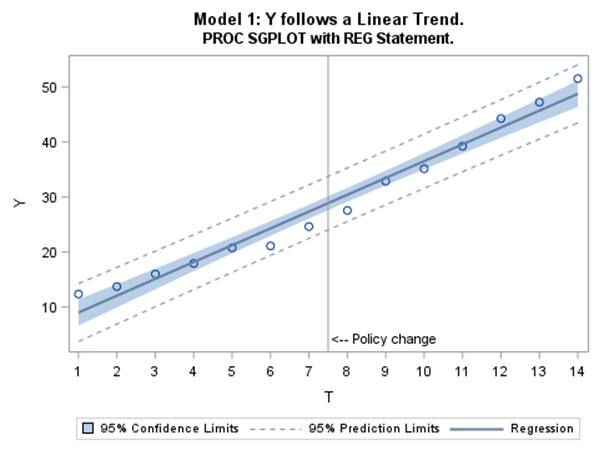 Model 1: Y follows a Linear Trend.
PROC SGPLOT with REG Statement.
50
40
30
20
10
Y
<-- Policy change
1 2 3 4 5 6 7 8 9 10 11 12 13 14
T
95% Confidence Limits 95% Prediction Limits Regression